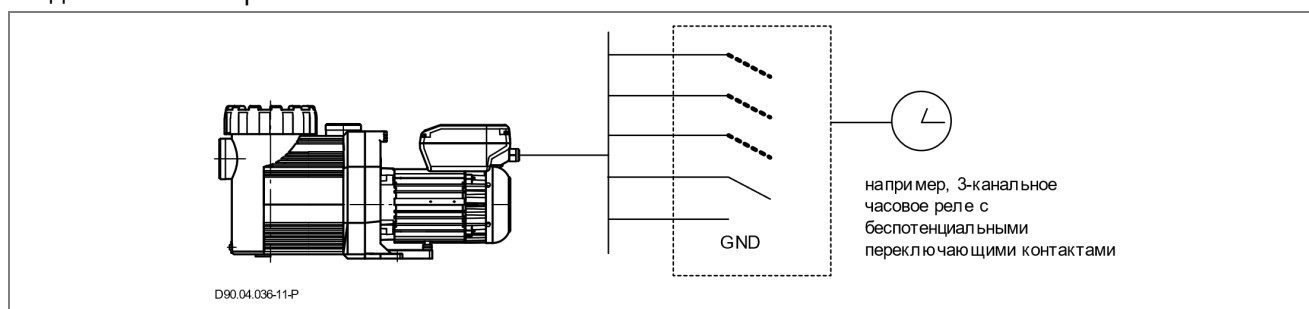 GND
например, 3-канальное
часовое реле с
беспотенциальными
переключающими контактами
D90.04.036-11-P